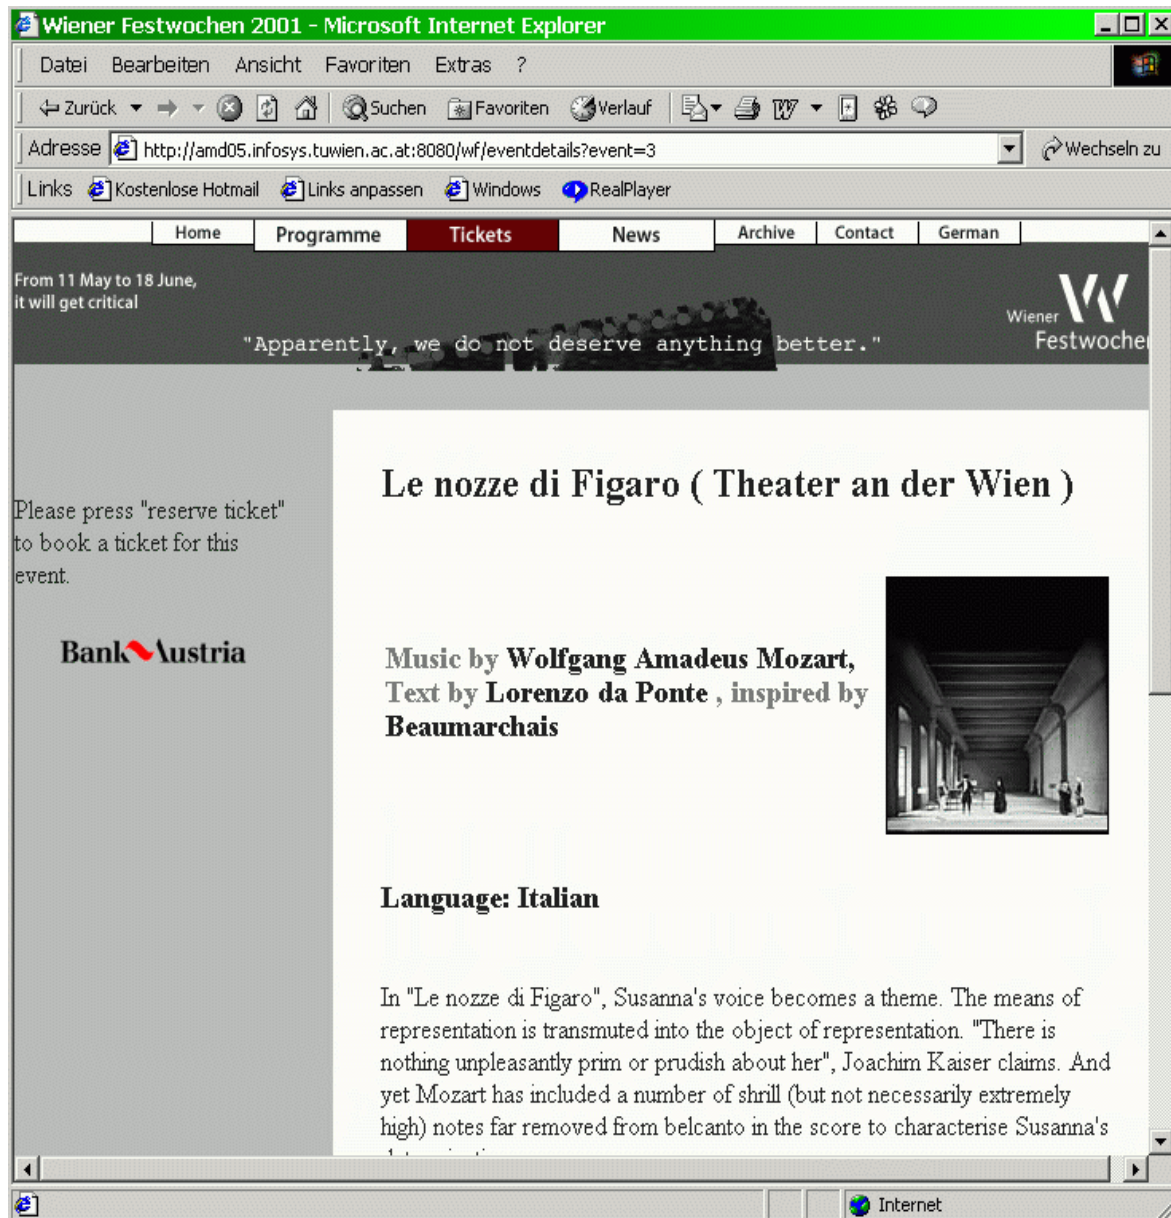 Wiener Festwochen 2001 - Microsoft Internet Explorer
Datei Bearbeiten Ansicht Favoriten Extras ?
Zurück Suchen Favoriten Verlauf
Adresse http://amd05.infosys.tuwien.ac.at:8080/wf/eventdetails?event=3 Wechseln zu
Links Kostenlose Hotmail Links anpassen Windows RealPlayer
Home Programme Tickets News Archive Contact German
From 11 May to 18 June,
it will get critical
Wiener
Festwochen
"Apparently, we do not deserve anything better."
Le nozze di Figaro ( Theater an der Wien )
Please press "reserve ticket"
to book a ticket for this
event.
Bank Austria
Music by Wolfgang Amadeus Mozart,
Text by Lorenzo da Ponte , inspired by
Beaumarchais
Language: Italian
In "Le nozze di Figaro", Susanna's voice becomes a theme. The means of
representation is transmuted into the object of representation. "There is
nothing unpleasantly prim or prudish about her", Joachim Kaiser claims. And
yet Mozart has included a number of shrill (but not necessarily extremely
high) notes far removed from belcanto in the score to characterise Susanna's
Internet